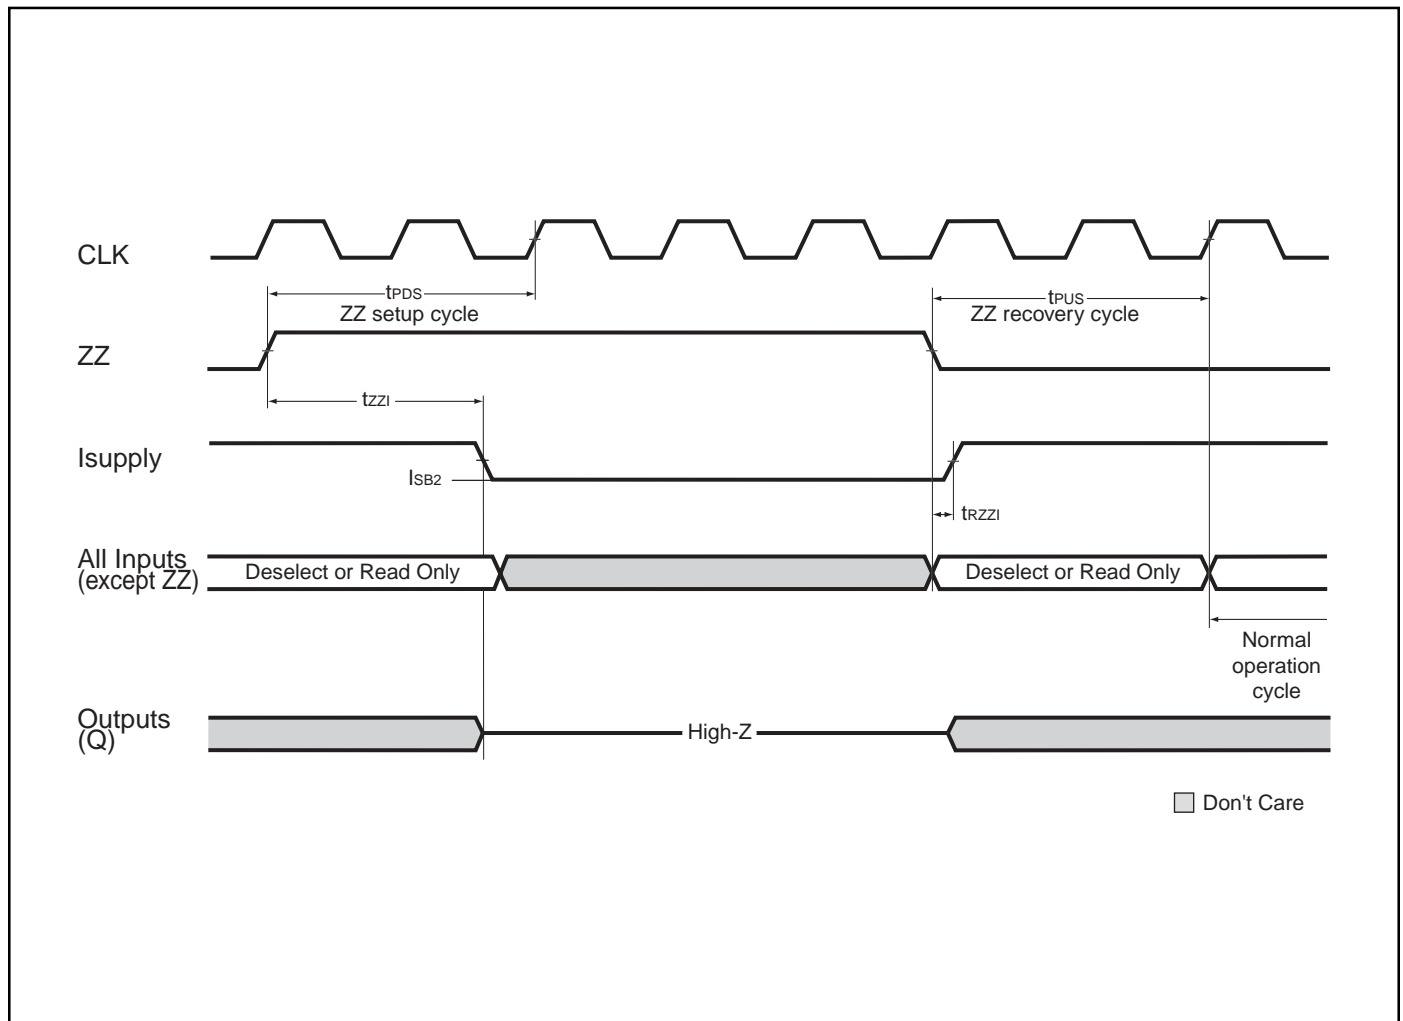 CLK
tPDS
ZZ setup cycle
tPUS
ZZ recovery cycle
ZZ
tZZI
Isupply
ISB2
tRZZI
All Inputs
(except ZZ)
Deselect or Read Only
Deselect or Read Only
Normal
operation
cycle
Outputs
(Q)
High-Z
Don't Care